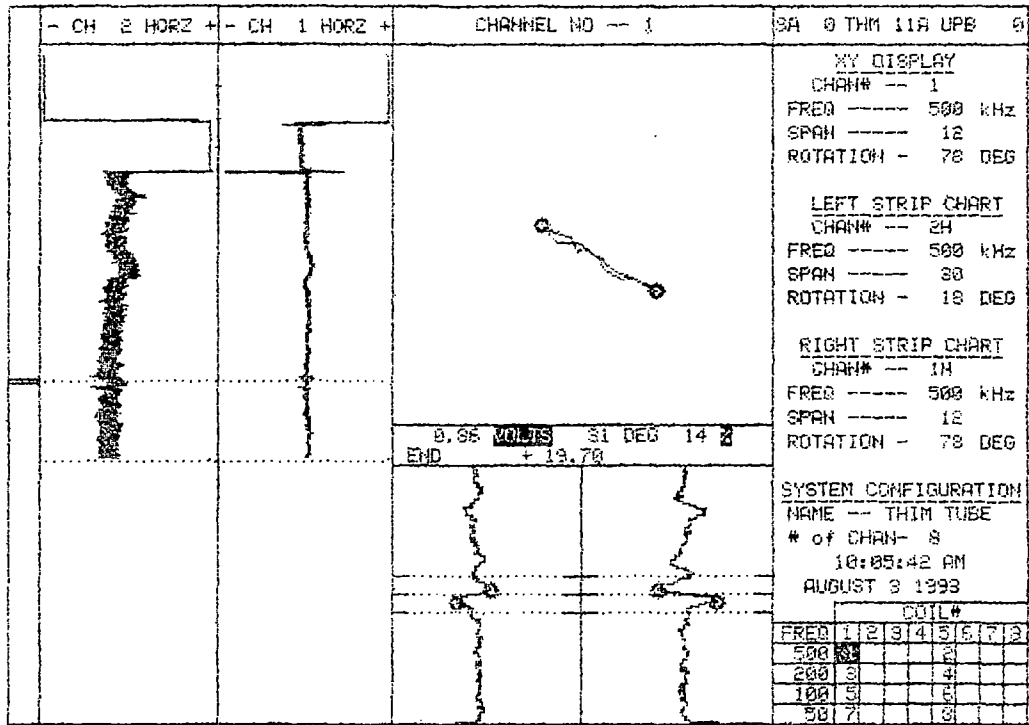 - CH 2 HORZ +
- CH 1 HORZ +
CHANNEL NO -- 1
SA 0 THM 11A UPB 0
XY DISPLAY
CHAN# -- 1
FREQ ----- 500 kHz
SPAN ----- 12
ROTATION - 78 DEG
LEFT STRIP CHART
CHAN# -- 2H
FREQ ----- 500 kHz
SPAN -----
ROTATION - 18 DEG
RIGHT STRIP CHART
CHAN# -- 1H
FREQ ----- 500 kHz
SPAN ----- 12
ROTATION - 78 DEG
0.86 VOLTS 31 DEG 14 %
END + 19.70
SYSTEM CONFIGURATION
NAME -- THIM TUBE
# of CHAN- 8
10:05:42 AM
AUGUST 3 1993
COIL#
FREQ 1 2 3 4 5 6 7 8
500 2
200 3 4
100 5 6
50 7 8